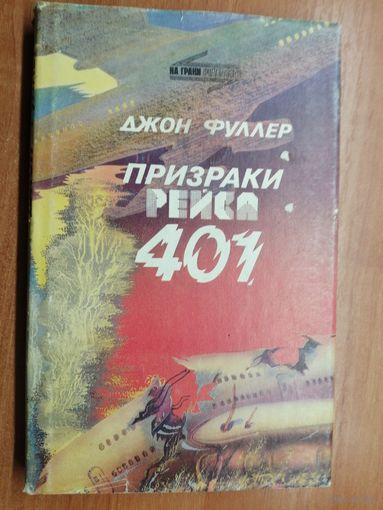 НА ГРАНИ
ДЖОН ФУЛЛЕР
ПРИЗРАКИ
РЕЙСА
401